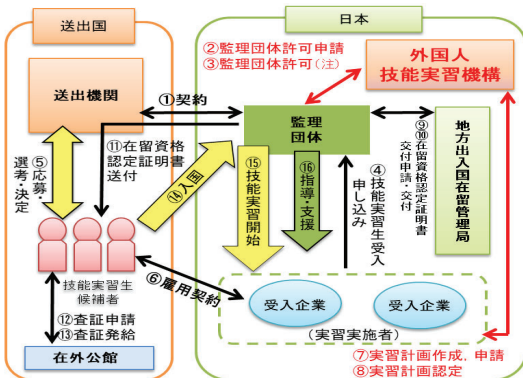 送出国
日本
②監理団体許可申請
③監理団体許可(注)
外国人
技能実習機構
送出機関
①契約
監理
団体
⑨⑩在留資格認定証明書
交付申請・交付
地方出入国在留管理局
⑪在留資格
認定証明書
送付
⑤応募・
選考・決定
⑭入国
⑮技能実習開始
⑯指導・支援
④技能実習生受入
申し込み
技能実習生
候補者
⑥雇用契約
受入企業
受入企業
(実習実施者)
⑫査証申請
⑬査証発給
在外公館
⑦実習計画作成，申請
⑧実習計画認定